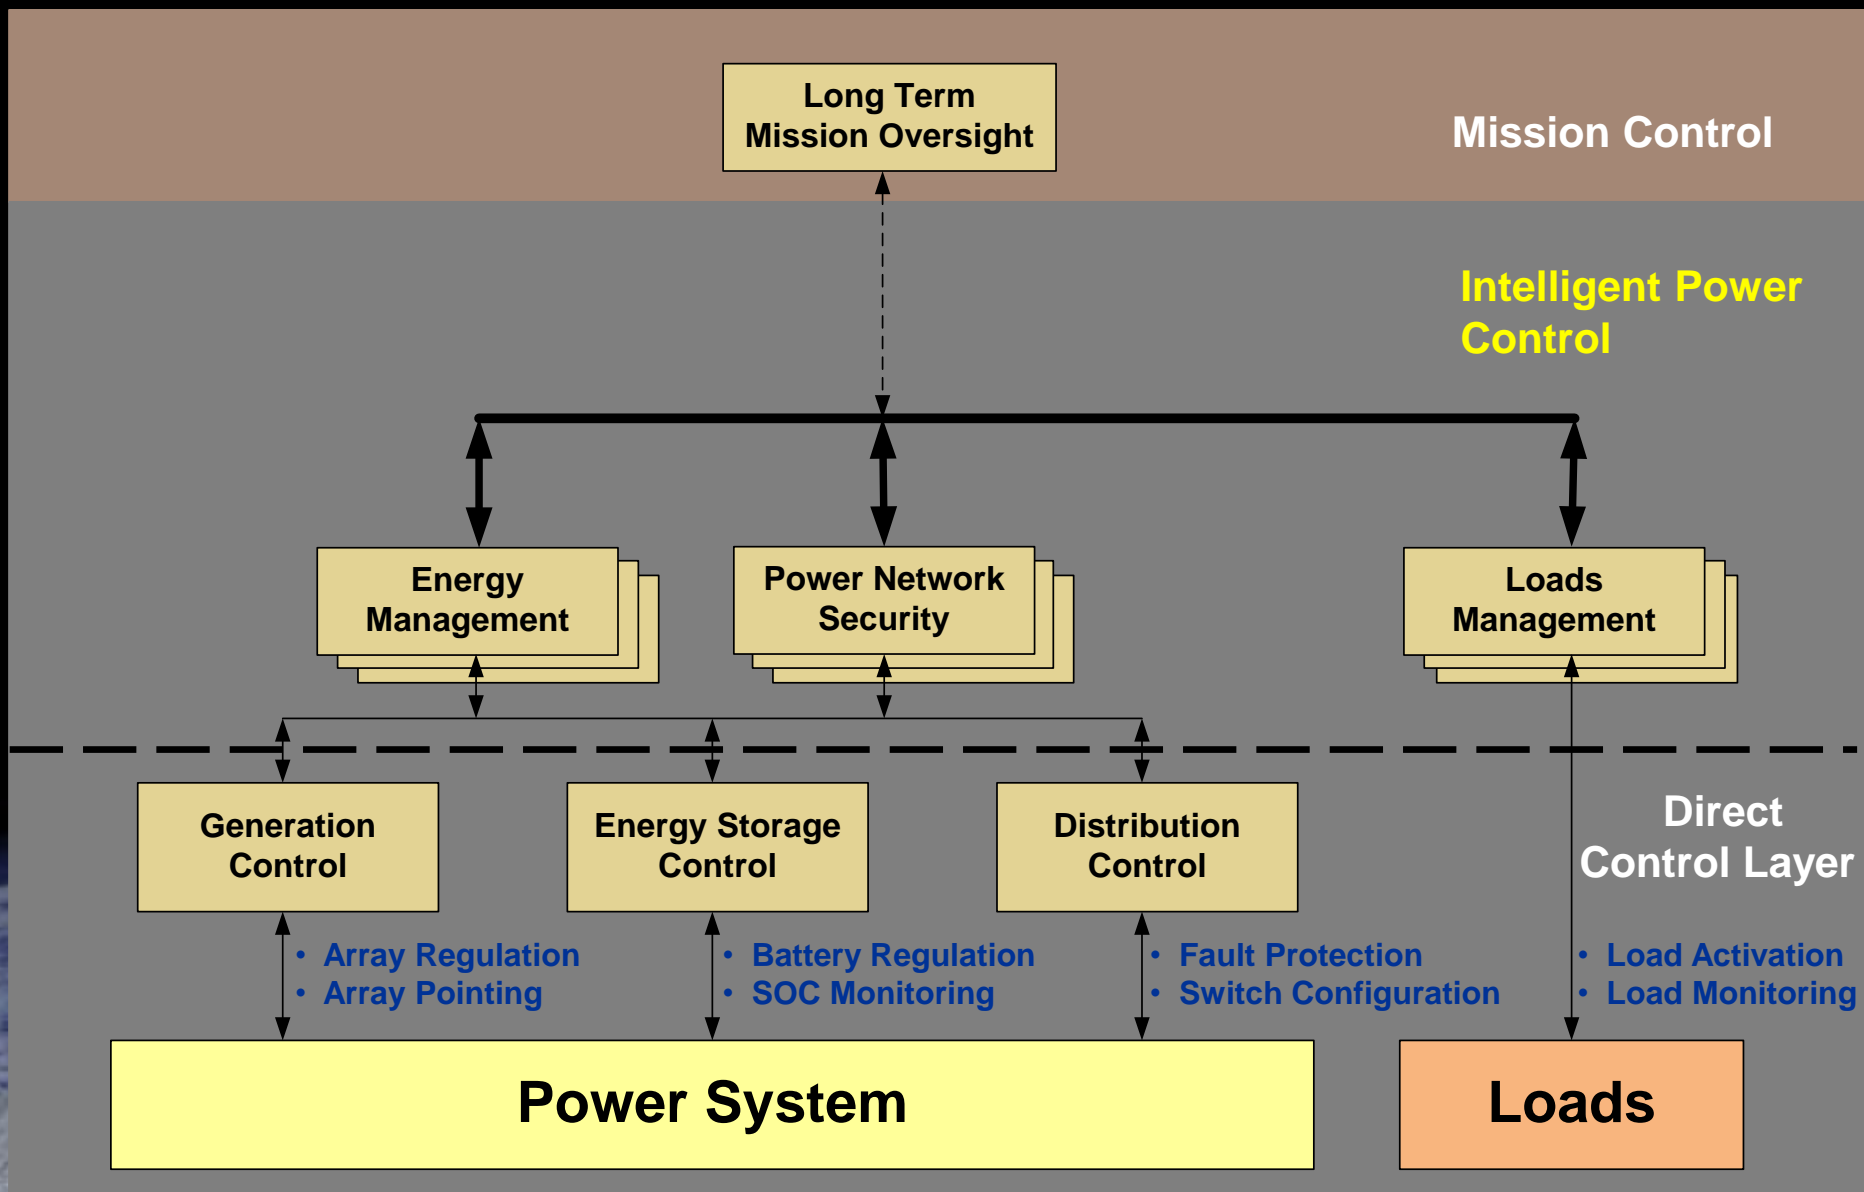 Long Term
Mission Oversight
Mission Control
Intelligent Power
Control
Energy
Management
Power Network
Security
Loads
Management
Generation
Control
Energy Storage
Control
Distribution
Control
Direct
Control Layer
• Array Regulation
• Array Pointing
• Battery Regulation
• SOC Monitoring
• Fault Protection
• Switch Configuration
• Load Activation
• Load Monitoring
Power System
Loads